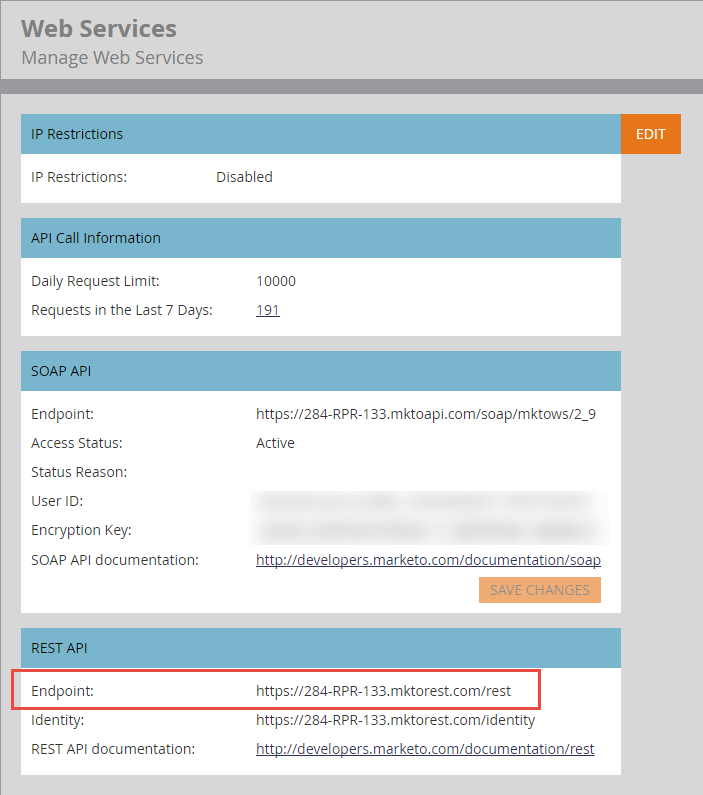 Web Services
Manage Web Services
IP Restrictions
EDIT
IP Restrictions: Disabled
API Call Information
Daily Request Limit: 10000
Requests in the Last 7 Days: 191
SOAP API
Endpoint: https://284-RPR-133.mktoapi.com/soap/mktows/2_9
Access Status: Active
Status Reason:
User ID:
Encryption Key:
SOAP API documentation: http://developers.marketo.com/documentation/soap
SAVE CHANGES
REST API
Endpoint: https://284-RPR-133.mktorest.com/rest
Identity: https://284-RPR-133.mktorest.com/identity
REST API documentation: http://developers.marketo.com/documentation/rest